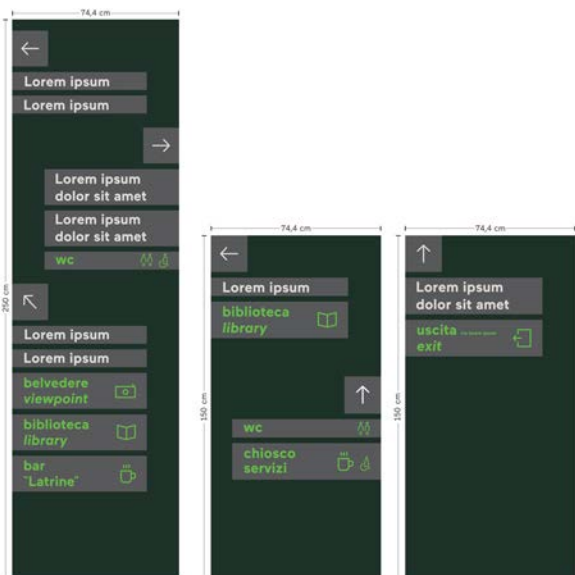 74,4 cm
250 cm
Lorem ipsum
Lorem ipsum
Lorem ipsum
dolor sit amet
Lorem ipsum
dolor sit amet
wc
Lorem ipsum
Lorem ipsum
belvedere
viewpoint
biblioteca
library
bar
"Latrine"
74,4 cm
150 cm
Lorem ipsum
biblioteca
library
wc
chiosco
servizi
74,4 cm
150 cm
Lorem ipsum
dolor sit amet
uscita
exit